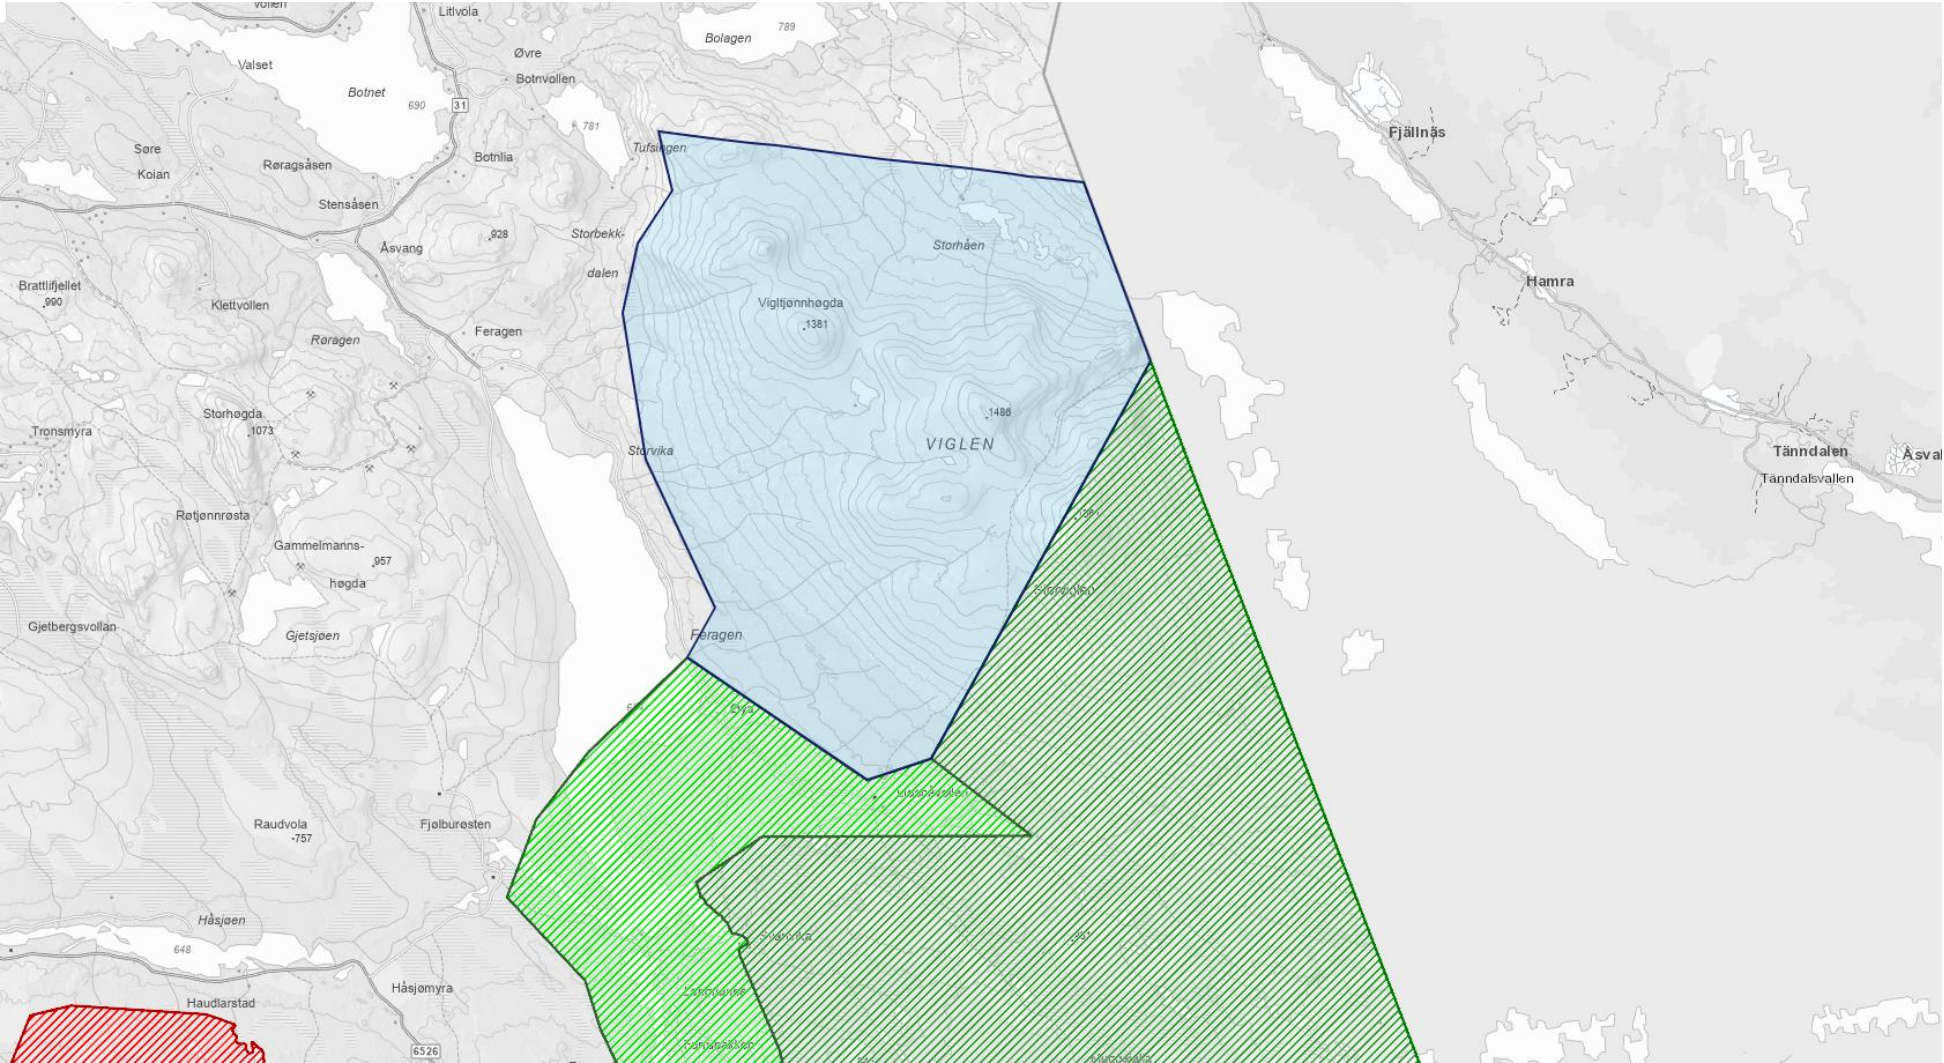 vollen
Litlvola
Bolagen
789
Øvre
Botnvollen
Valset
Botnet
690
31
781
Fjällnäs
Søre
Koian
Røragsåsen
Botnlia
Tufsingen
Stensåsen
Åsvang
928
Storbekk-
dalen
Storhåen
Hamra
Brattlifjellet
990
Klettvollen
Vigltjønnhøgda
1381
Røragen
Feragen
Storhøgda
1073
Tronsmyra
1486
VIGLEN
Storvika
Tänndalen
Tänndalsvallen
Åsval
Røtjønnrøsta
Gammelmanns-
høgda
957
Gjetbergsvollan
Gjetsjøen
Feragen
Raudvola
757
Fjølburøsten
Håsjøen
648
Håsjømyra
Haudlarstad
6526